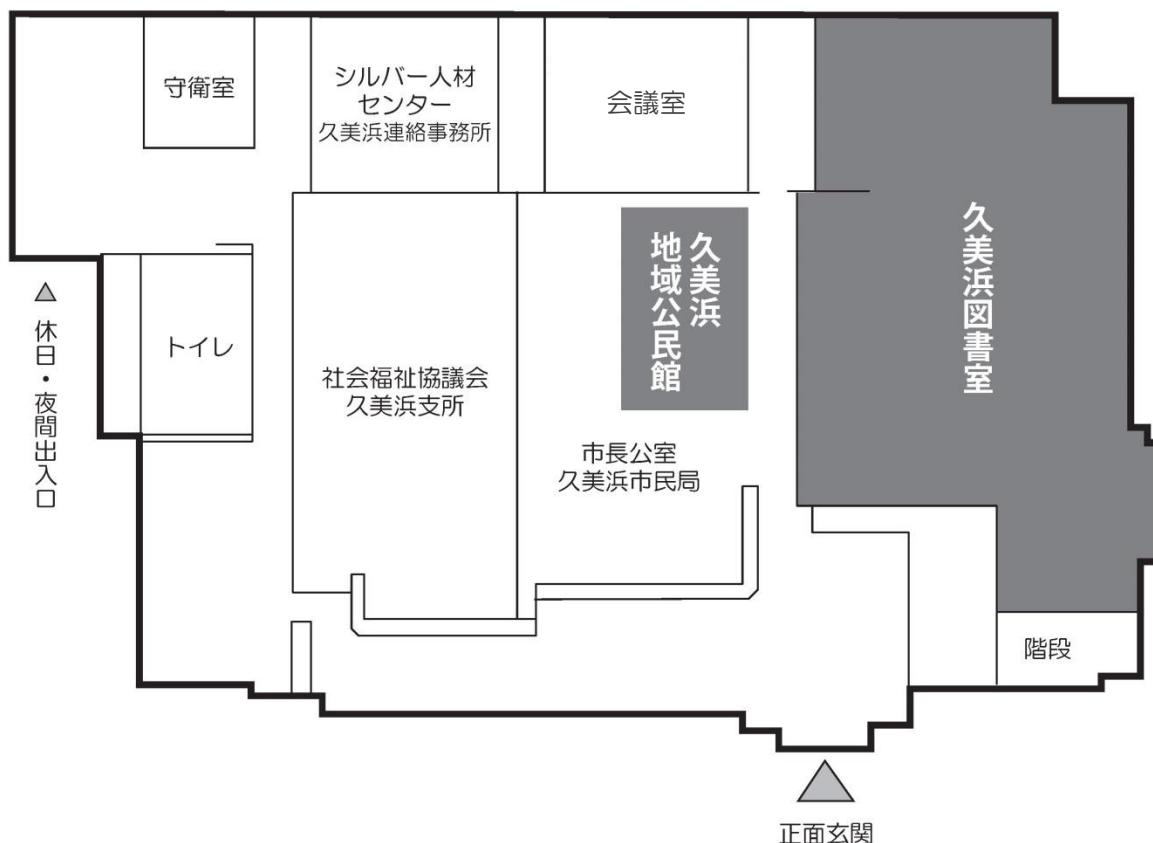 守衛室
シルバー人材
センター
久美浜連絡事務所
会議室
久美浜
地域公民館
久美浜図書室
休日・夜間出入口
トイレ
社会福祉協議会
久美浜支所
市長公室
久美浜市民局
階段
正面玄関